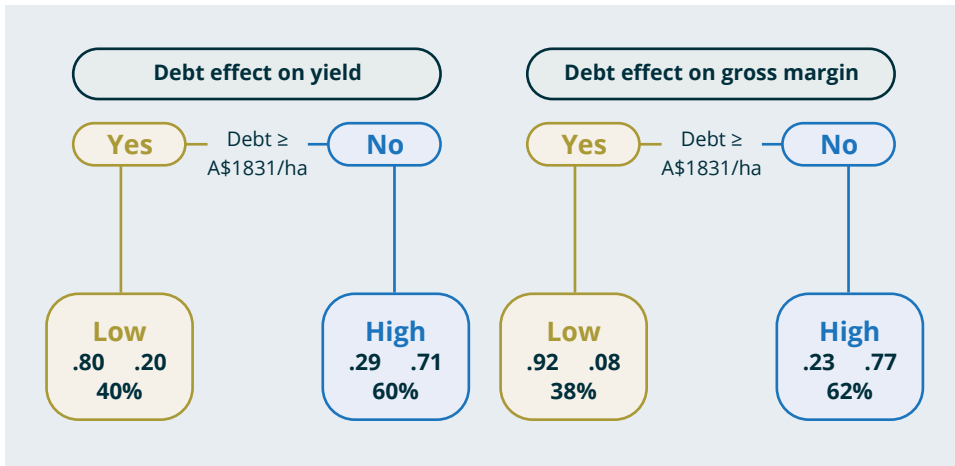 Debt effect on yield
Yes
Debt ≥
A$1831/ha
No
Low
.80 .20
40%
High
.29 .71
60%
Debt effect on gross margin
Yes
Debt ≥
A$1831/ha
No
Low
.92 .08
38%
High
.23 .77
62%